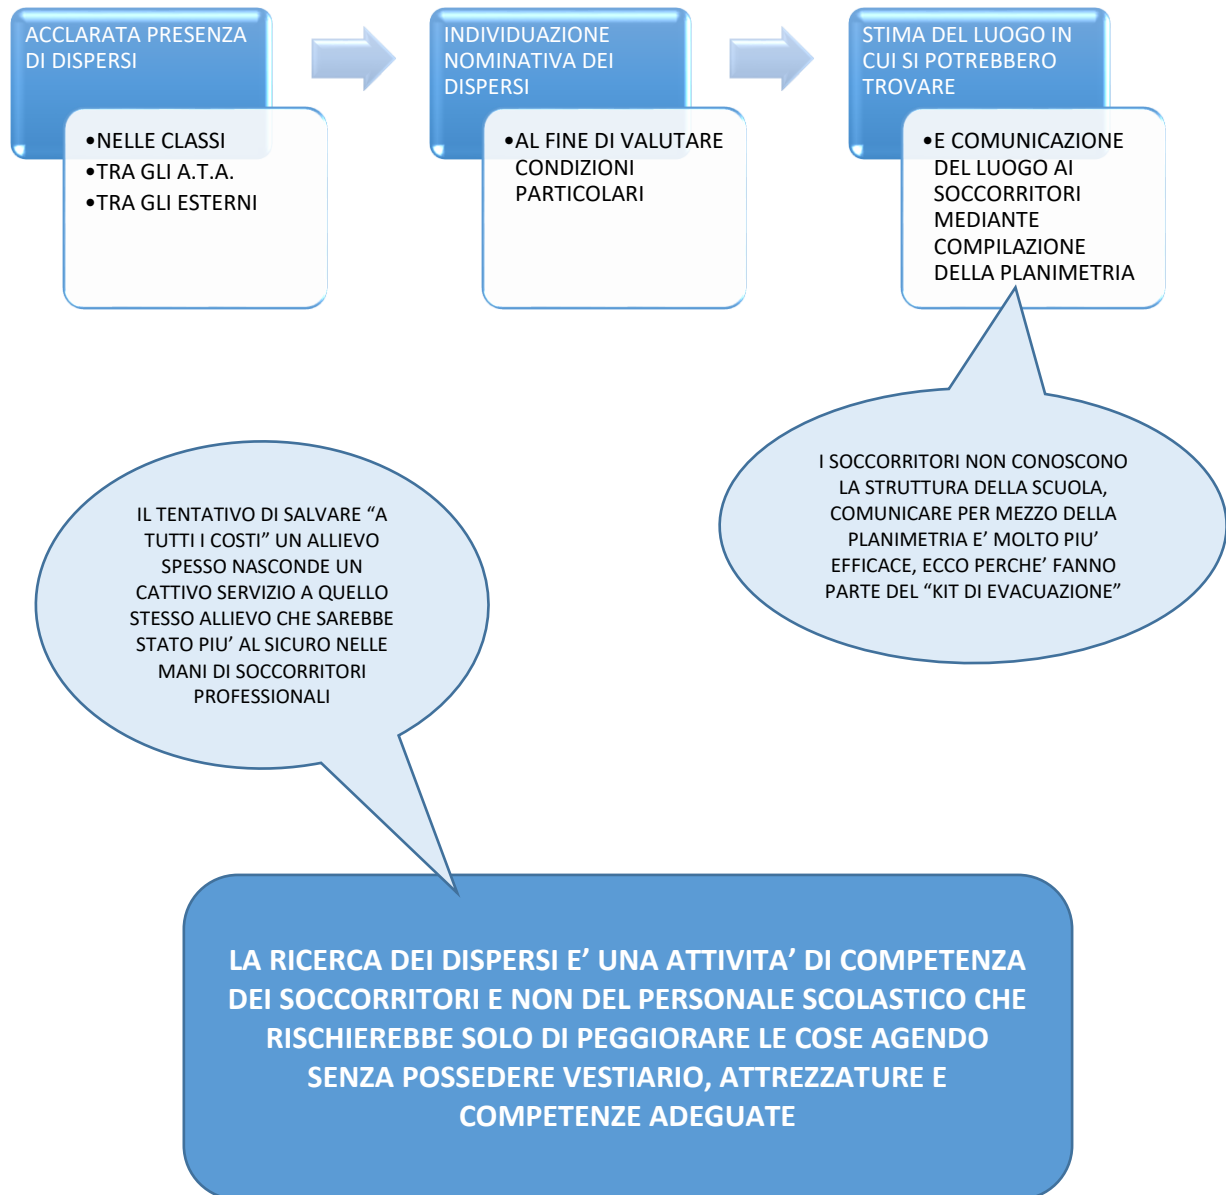 ACCLARATA PRESENZA
DI DISPERSI
•NELLE CLASSI
•TRA GLI A.T.A.
•TRA GLI ESTERNI
INDIVIDUAZIONE
NOMINATIVA DEI
DISPERSI
•AL FINE DI VALUTARE
CONDIZIONI
PARTICOLARI
STIMA DEL LUOGO IN
CUI SI POTREBBERO
TROVARE
•E COMUNICAZIONE
DEL LUOGO AI
SOCCORRITORI
MEDIANTE
COMPILAZIONE
DELLA PLANIMETRIA
I SOCCORRITORI NON CONOSCONO
LA STRUTTURA DELLA SCUOLA,
COMUNICARE PER MEZZO DELLA
PLANIMETRIA E’ MOLTO PIU’
EFFICACE, ECCO PERCHE’ FANNO
PARTE DEL “KIT DI EVACUAZIONE”
IL TENTATIVO DI SALVARE “A
TUTTI I COSTI” UN ALLIEVO
SPESSO NASCONDE UN
CATTIVO SERVIZIO A QUELLO
STESSO ALLIEVO CHE SAREBBE
STATO PIU’ AL SICURO NELLE
MANI DI SOCCORRITORI
PROFESSIONALI
LA RICERCA DEI DISPERSI E’ UNA ATTIVITA’ DI COMPETENZA
DEI SOCCORRITORI E NON DEL PERSONALE SCOLASTICO CHE
RISCHIEREBBE SOLO DI PEGGIORARE LE COSE AGENDO
SENZA POSSEDERE VESTIARIO, ATTREZZATURE E
COMPETENZE ADEGUATE